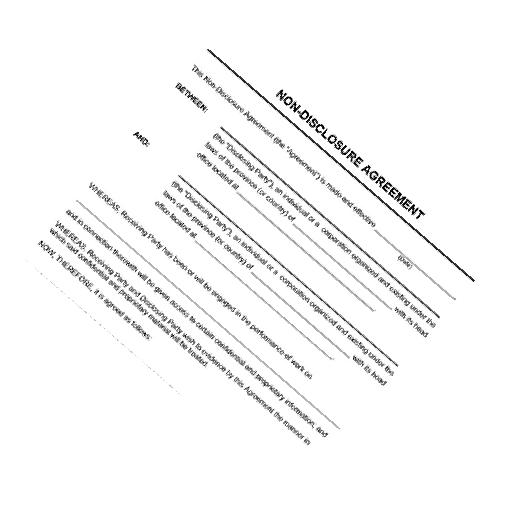 NON-DISCLOSURE AGREEMENT
This Non-Disclosure Agreement (the "Agreement") is made and effective
(Date)
BETWEEN:
(the "Disclosing Party"), an individual or a corporation organized and existing under the
laws of the province (or country) of with its head
office located at
AND:
(the "Disclosing Party"), an individual or a corporation organized and existing under the
laws of the province (or country) of with its head
office located at
WHEREAS, Receiving Party has been or will be engaged in the performance of work on
and in connection therewith will be given access to certain confidential and proprietary information, and
WHEREAS, Receiving Party and Disclosing Party wish to evidence by this Agreement the manner in
which said confidential and proprietary material will be treated.
NOW, THEREFORE, it is agreed as follows: